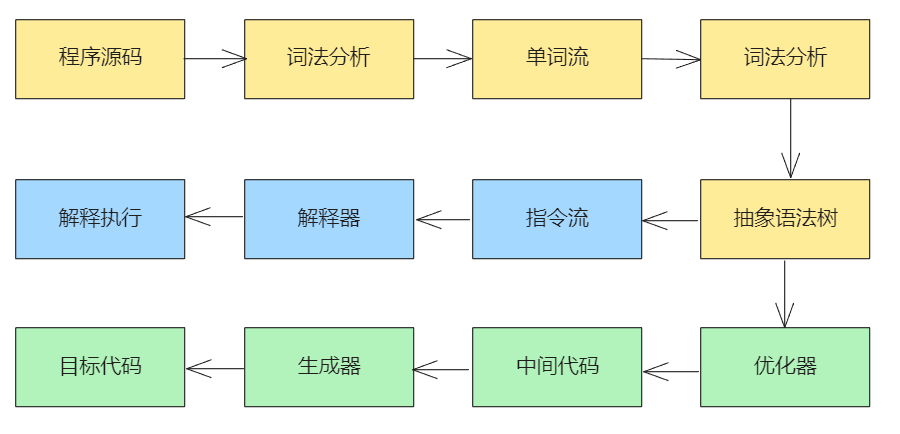 程序源码
词法分析
单词流
词法分析
解释执行
解释器
指令流
抽象语法树
目标代码
生成器
中间代码
优化器